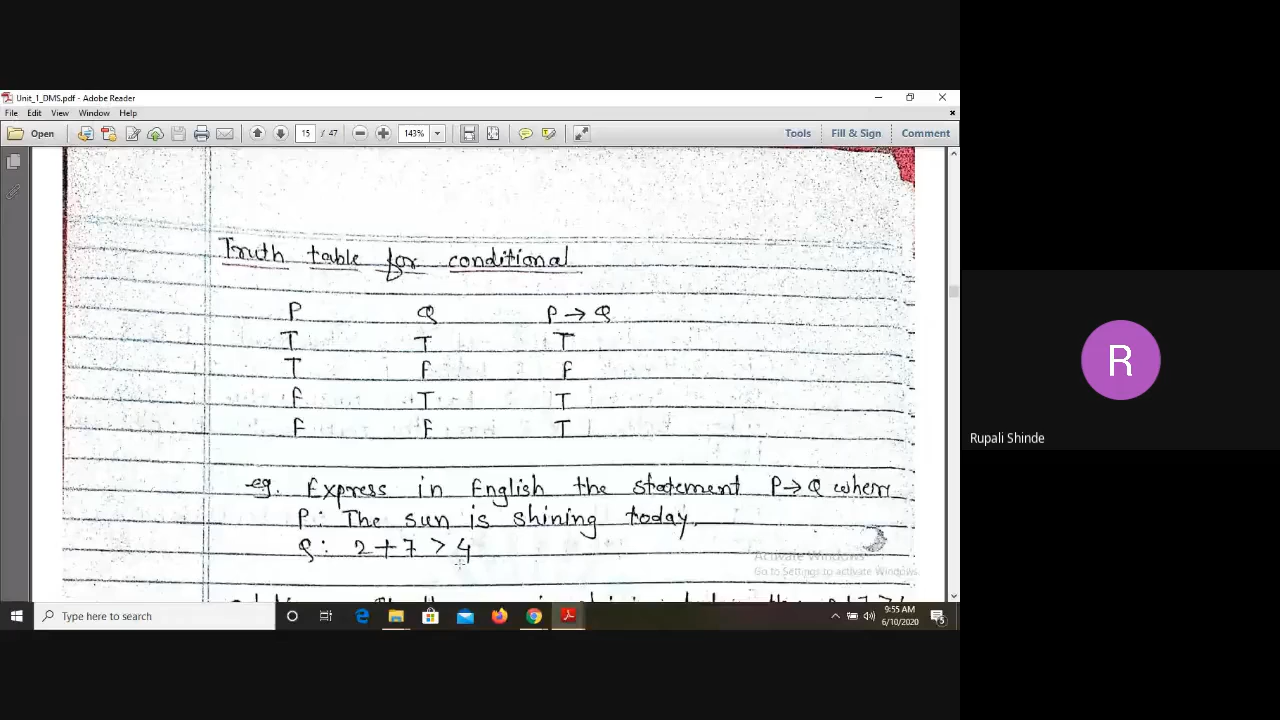 Unit_1_DMS.pdf - Adobe Reader
File Edit View Window Help
Open 15 / 47 143% Tools Fill & Sign Comment
Truth table for conditional
P Q P → Q
T T T
T F F
F T T
F F T
eg. Express in English the statement P → Q where
P: The sun is shining today.
Q: 2 + 7 > 4
Activate Windows
Go to Settings to activate Windows.
R
Rupali Shinde
Type here to search
9:55 AM
6/10/2020
5